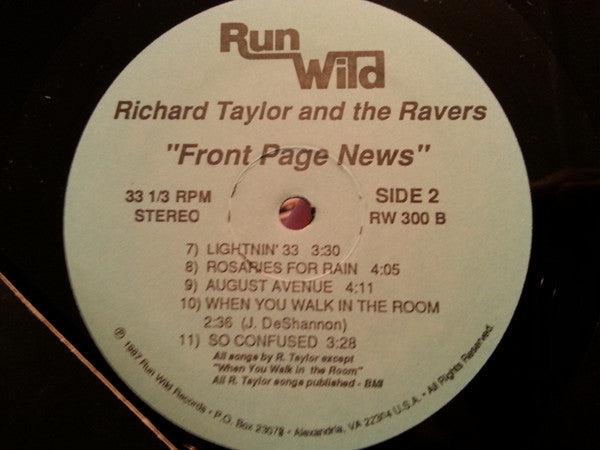 Run
Wild
Richard Taylor and the Ravers
"Front Page News"
33 1/3 RPM
STEREO
SIDE 2
RW 300 B
7) LIGHTNIN' 33 3:30
8) ROSARIES FOR RAIN 4:05
9) AUGUST AVENUE 4:11
10) WHEN YOU WALK IN THE ROOM
2:36 (J. DeShannon)
11) SO CONFUSED 3:28
All songs by R. Taylor except
"When You Walk in the Room"
All R. Taylor songs published - BMI
℗ 1987 Run Wild Records • P.O. Box 23078 • Alexandria, VA 22304 U.S.A. • All Rights Reserved.